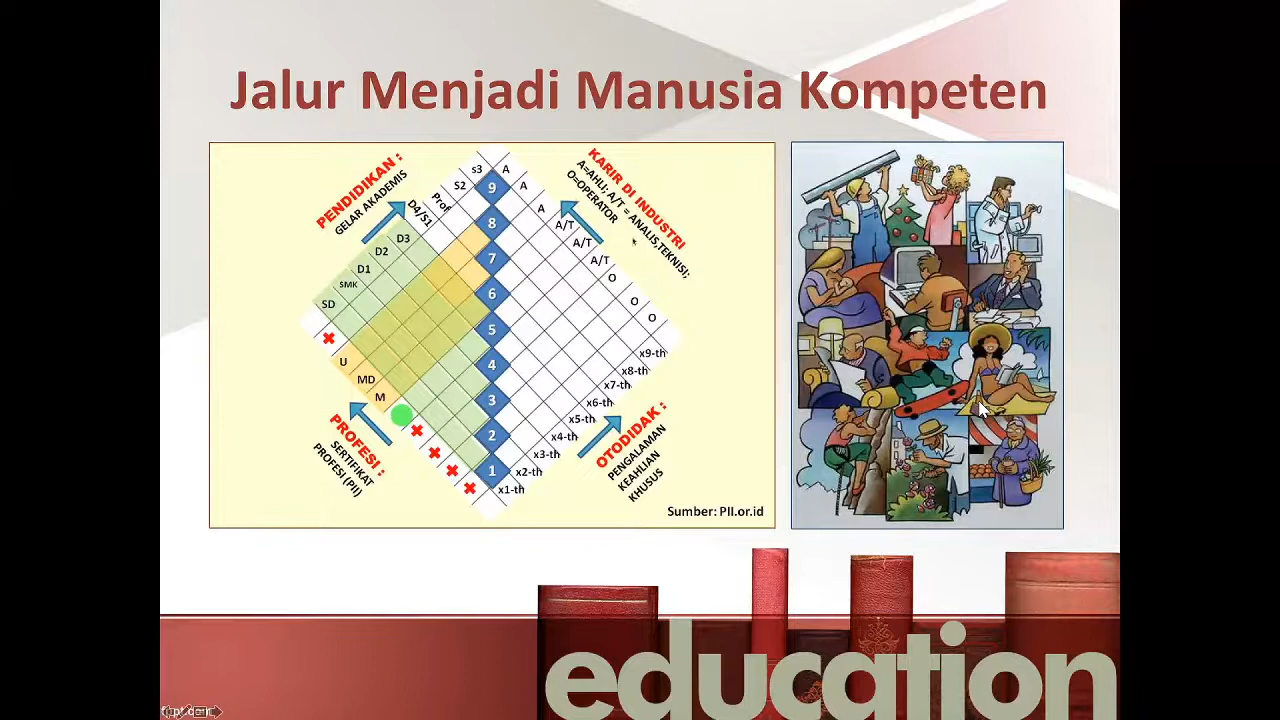 Jalur Menjadi Manusia Kompeten
PENDIDIKAN :
GELAR AKADEMIS
S3
S2
Prof
D4/S1
D3
D2
D1
SMK
SD
KARIR DI INDUSTRI
A=AHLI; A/T = ANALIS,TEKNISI;
O=OPERATOR
A
A
A
A/T
A/T
A/T
O
O
O
9
8
7
6
5
4
3
2
1
U
MD
M
PROFESI :
SERTIFIKAT
PROFESI (PII)
x9-th
x8-th
x7-th
x6-th
x5-th
x4-th
x3-th
x2-th
x1-th
OTODIDAK :
PENGALAMAN
KEAHLIAN
KHUSUS
Sumber: PII.or.id
education